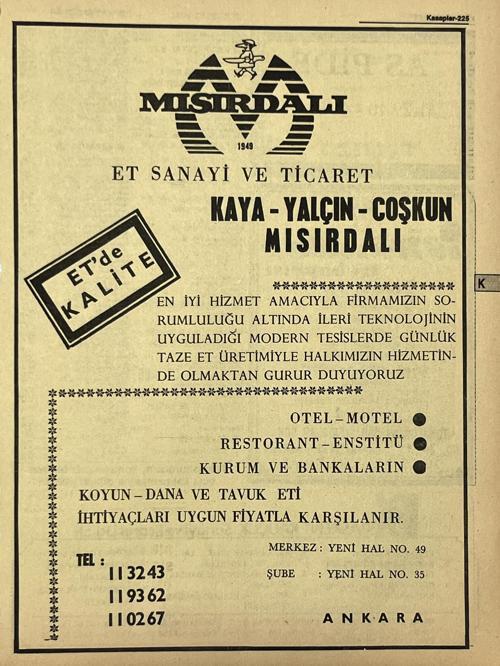 Kasaplar-225
MISIRDALI
1949
ET SANAYİ VE TİCARET
KAYA - YALÇIN - COŞKUN
MISIRDALI
ET'de
KALİTE
K
EN İYİ HİZMET AMACIYLA FİRMAMIZIN SO-
RUMLULUĞU ALTINDA İLERİ TEKNOLOJİNİN
UYGULADIĞI MODERN TESİSLERDE GÜNLÜK
TAZE ET ÜRETİMİYLE HALKIMIZIN HİZMETİN-
DE OLMAKTAN GURUR DUYUYORUZ
OTEL-MOTEL
RESTORANT-ENSTİTÜ
KURUM VE BANKALARIN
KOYUN-DANA VE TAVUK ETİ
İHTİYAÇLARI UYGUN FİYATLA KARŞILANIR.
MERKEZ : YENİ HAL NO. 49
TEL :
113243
ŞUBE : YENİ HAL NO. 35
119362
110267
ANKARA